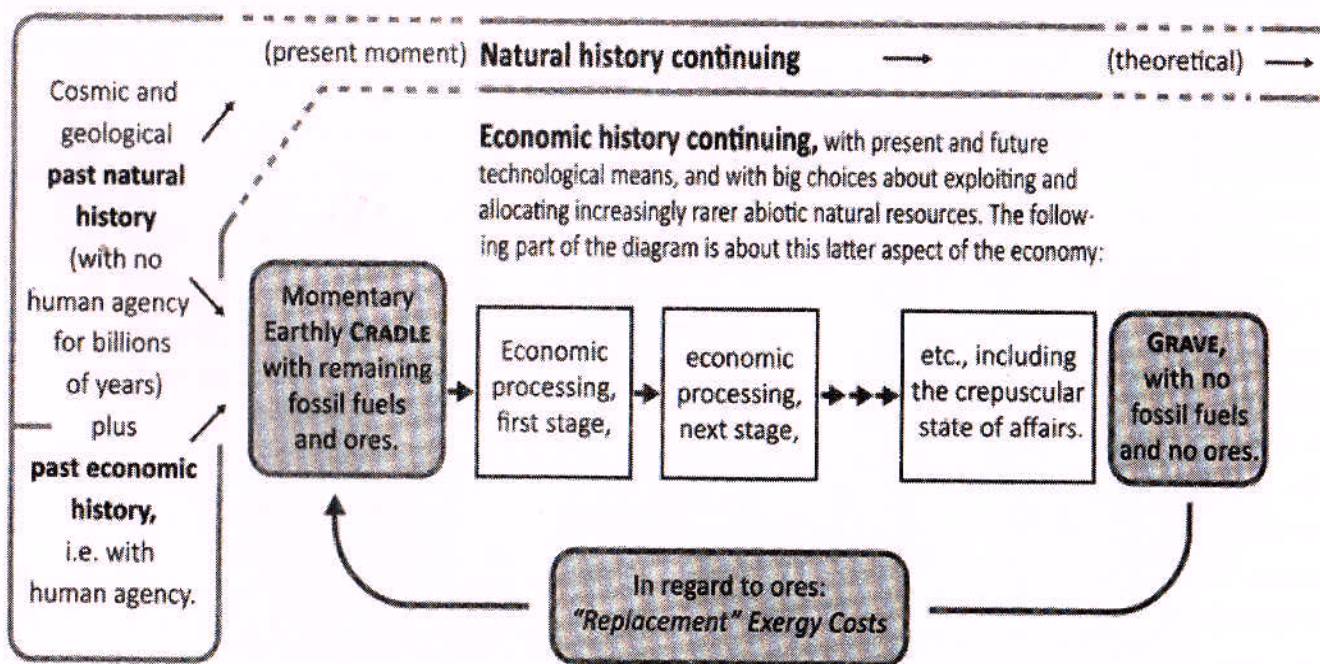 (present moment) Natural history continuing
(theoretical)
Cosmic and
geological
past natural
history
(with no
human agency
for billions
of years)
plus
past economic
history,
i.e. with
human agency.
Economic history continuing, with present and future
technological means, and with big choices about exploiting and
allocating increasingly rarer abiotic natural resources. The follow-
ing part of the diagram is about this latter aspect of the economy:
Momentary
Earthly CRADLE
with remaining
fossil fuels
and ores.
Economic
processing,
first stage,
economic
processing,
next stage,
etc., including
the crepuscular
state of affairs.
GRAVE,
with no
fossil fuels
and no ores.
In regard to ores:
"Replacement" Exergy Costs